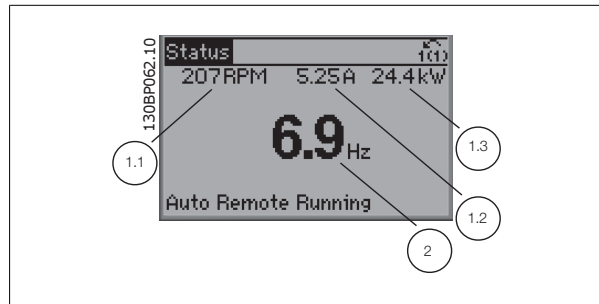 130BP062.10
Status
1(1)
207RPM 5.25A 24.4kW
6.9Hz
Auto Remote Running
1.1
1.3
1.2
2